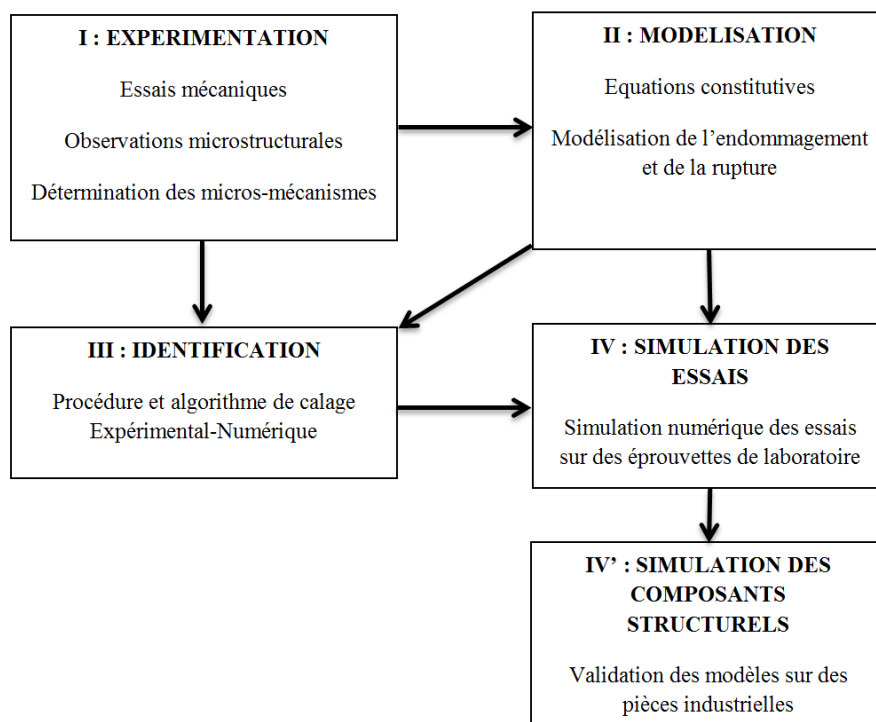 I : EXPERIMENTATION
Essais mécaniques
Observations microstructurales
Détermination des micros-mécanismes
II : MODELISATION
Equations constitutives
Modélisation de l’endommagement
et de la rupture
III : IDENTIFICATION
Procédure et algorithme de calage
Expérimental-Numérique
IV : SIMULATION DES
ESSAIS
Simulation numérique des essais
sur des éprouvettes de laboratoire
IV’ : SIMULATION DES
COMPOSANTS
STRUCTURELS
Validation des modèles sur des
pièces industrielles